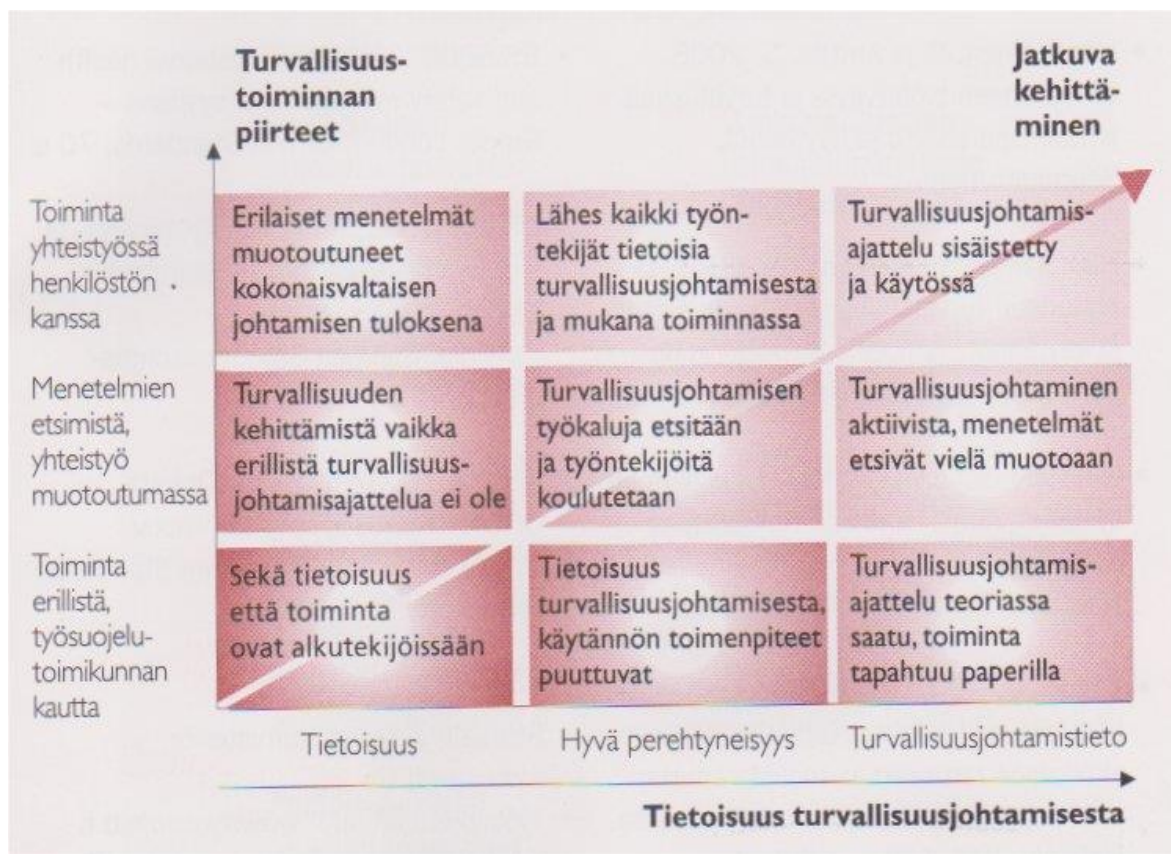 Turvallisuus-
toiminnan
piirteet
Jatkuva
kehittä-
minen
Toiminta
yhteistyössä
henkilöstön
kanssa
Erilaiset menetelmät
muotoutuneet
kokonaisvaltaisen
johtamisen tuloksena
Lähes kaikki työn-
tekijät tietoisia
turvallisuusjohtamisesta
ja mukana toiminnassa
Turvallisuusjohtamis-
ajattelu sisäistetty
ja käytössä
Menetelmien
etsimistä,
yhteistyö
muotoutumassa
Turvallisuuden
kehittämistä vaikka
erillistä turvallisuus-
johtamisajattelua ei ole
Turvallisuusjohtamisen
työkaluja etsitään
ja työntekijöitä
koulutetaan
Turvallisuusjohtaminen
aktiivista, menetelmät
etsivät vielä muotoaan
Toiminta
erillistä,
työsuojelu-
toimikunnan
kautta
Sekä tietoisuus
että toiminta
ovat alkutekijöissään
Tietoisuus
turvallisuusjohtamisesta,
käytännön toimenpiteet
puuttuvat
Turvallisuusjohtamis-
ajattelu teoriassa
saatu, toiminta
tapahtuu paperilla
Tietoisuus
Hyvä perehtyneisyys
Turvallisuusjohtamistieto
Tietoisuus turvallisuusjohtamisesta